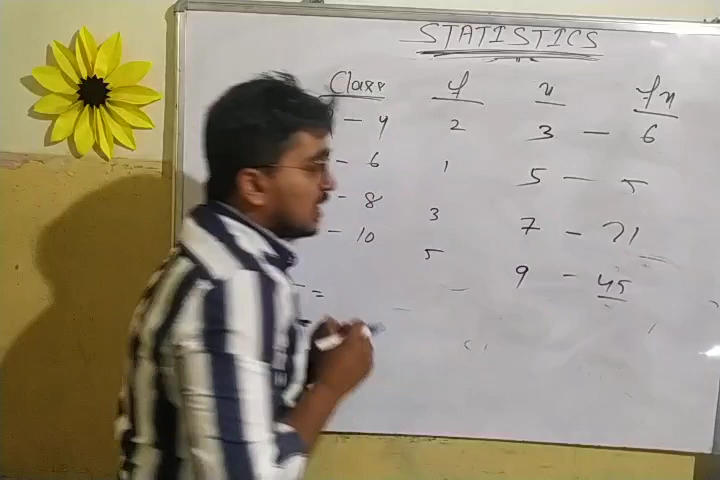 STATISTICS
Class f x fx
- 4 2 3 - 6
- 6 1 5 - 5
- 8 3 7 - 21
- 10 5 9 - 45
=